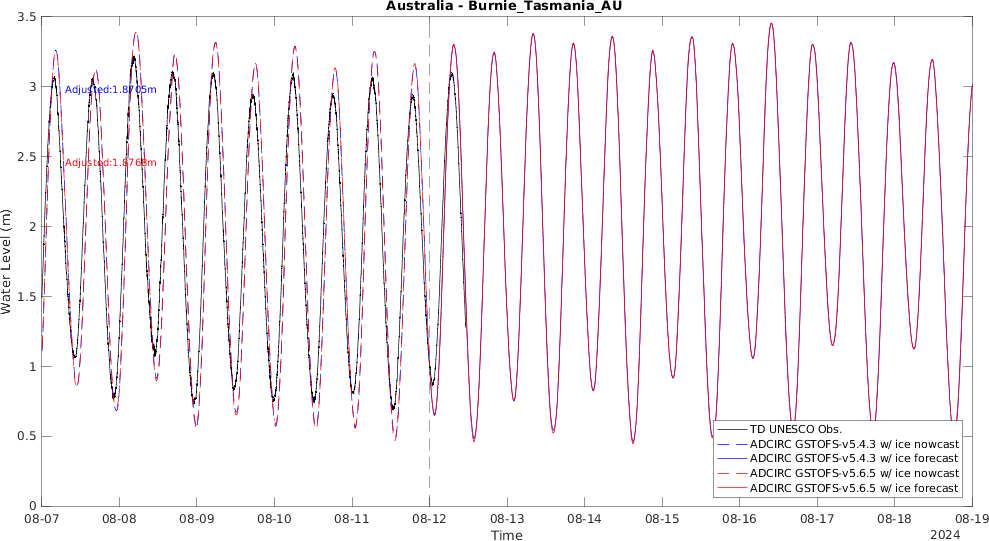 Australia - Burnie_Tasmania_AU
3.5
3
2.5
2
1.5
1
0.5
0
Water Level (m)
Adjusted:1.8705m
Adjusted:1.8768m
TD UNESCO Obs.
ADCIRC GSTOFS-v5.4.3 w/ ice nowcast
ADCIRC GSTOFS-v5.4.3 w/ ice forecast
ADCIRC GSTOFS-v5.6.5 w/ ice nowcast
ADCIRC GSTOFS-v5.6.5 w/ ice forecast
08-07 08-08 08-09 08-10 08-11 08-12 08-13 08-14 08-15 08-16 08-17 08-18 08-19
Time
2024